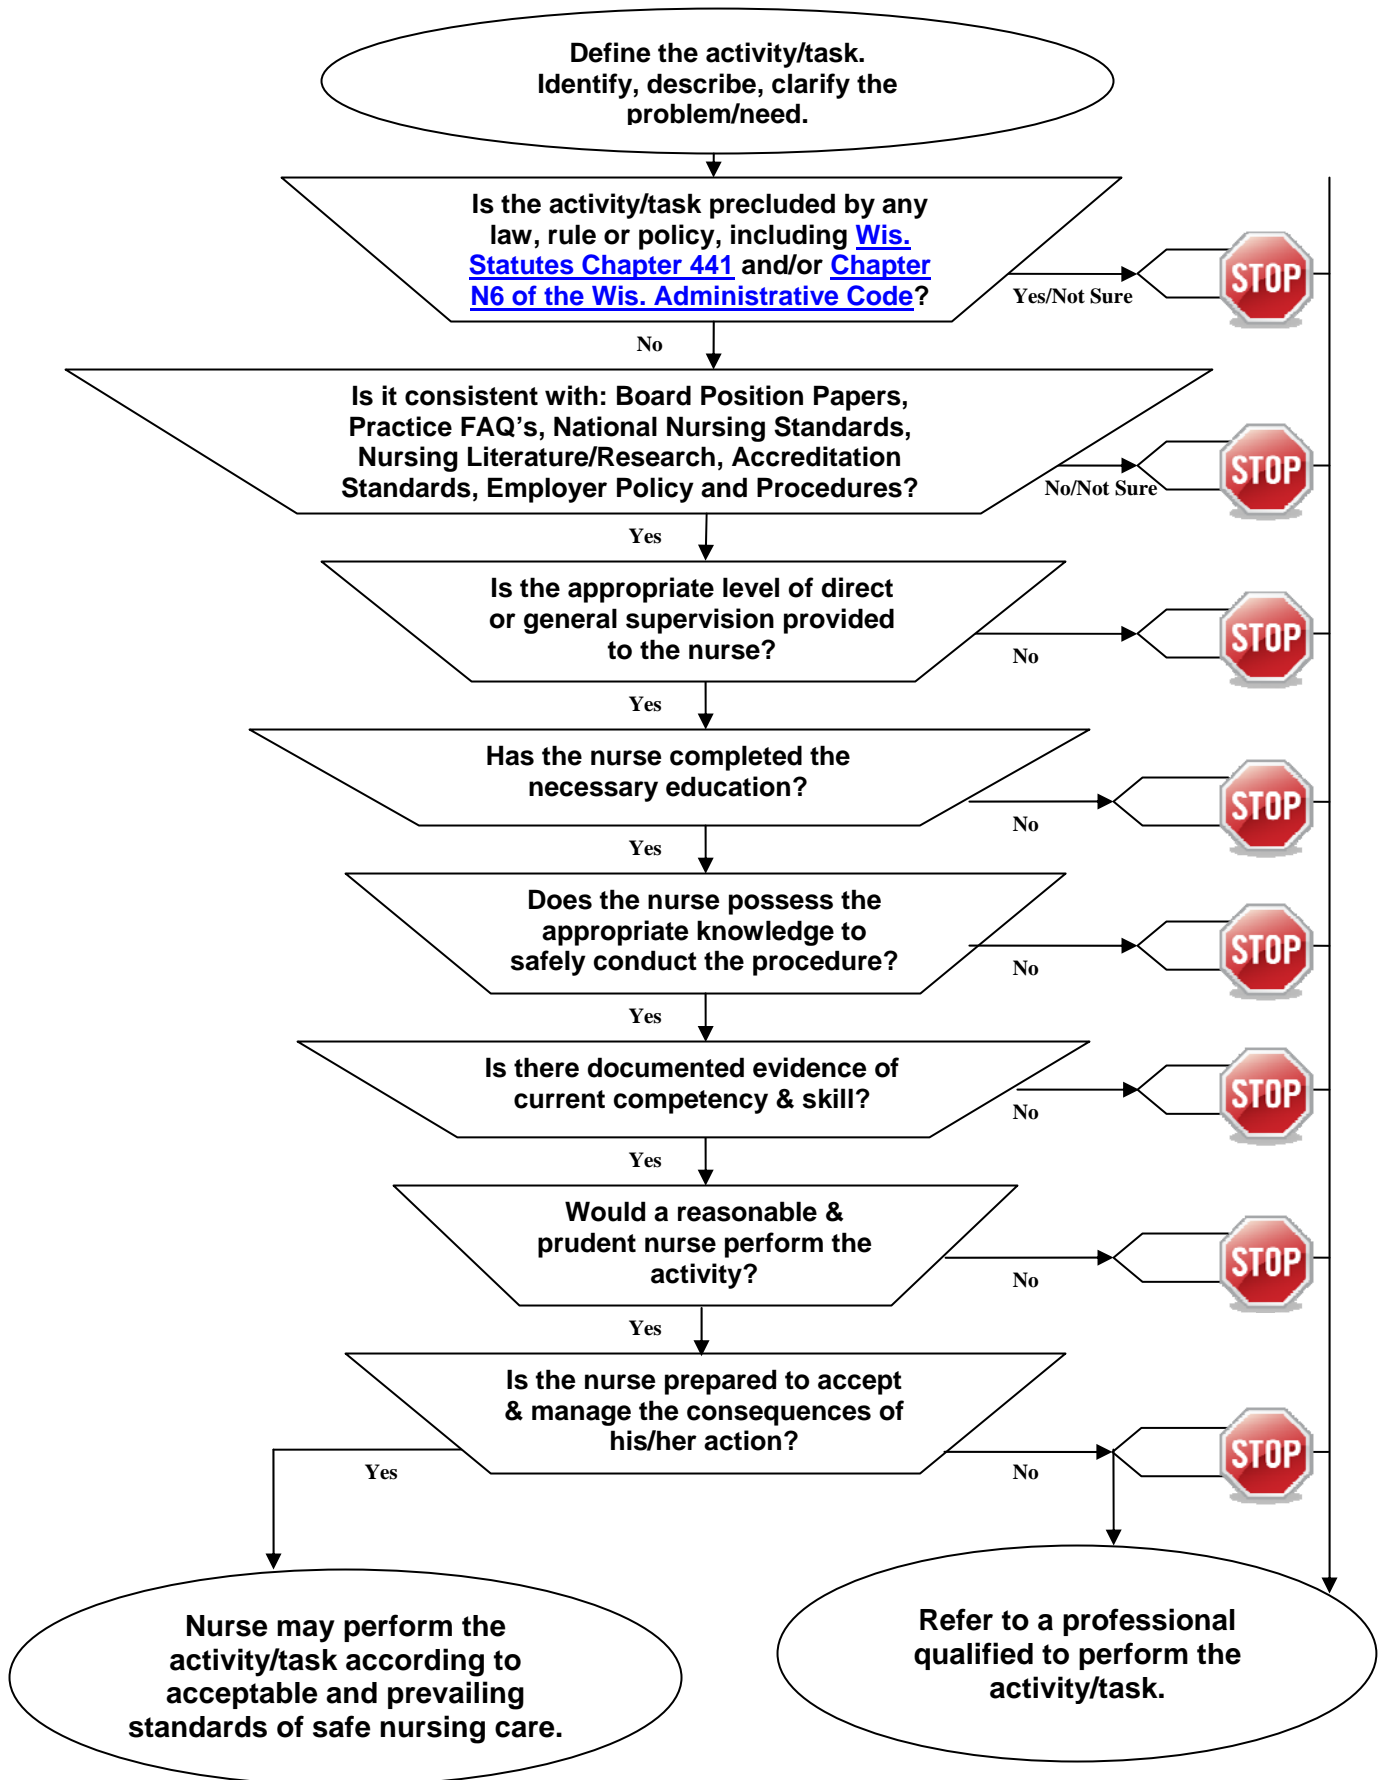 Define the activity/task.
Identify, describe, clarify the
problem/need.
Is the activity/task precluded by any
law, rule or policy, including Wis.
Statutes Chapter 441 and/or Chapter
N6 of the Wis. Administrative Code?
Yes/Not Sure
STOP
No
Is it consistent with: Board Position Papers,
Practice FAQ's, National Nursing Standards,
Nursing Literature/Research, Accreditation
Standards, Employer Policy and Procedures?
No/Not Sure
STOP
Yes
Is the appropriate level of direct
or general supervision provided
to the nurse?
No
STOP
Yes
Has the nurse completed the
necessary education?
No
STOP
Yes
Does the nurse possess the
appropriate knowledge to
safely conduct the procedure?
No
STOP
Yes
Is there documented evidence of
current competency & skill?
No
STOP
Yes
Would a reasonable &
prudent nurse perform the
activity?
No
STOP
Yes
Is the nurse prepared to accept
& manage the consequences of
his/her action?
Yes
No
STOP
Nurse may perform the
activity/task according to
acceptable and prevailing
standards of safe nursing care.
Refer to a professional
qualified to perform the
activity/task.